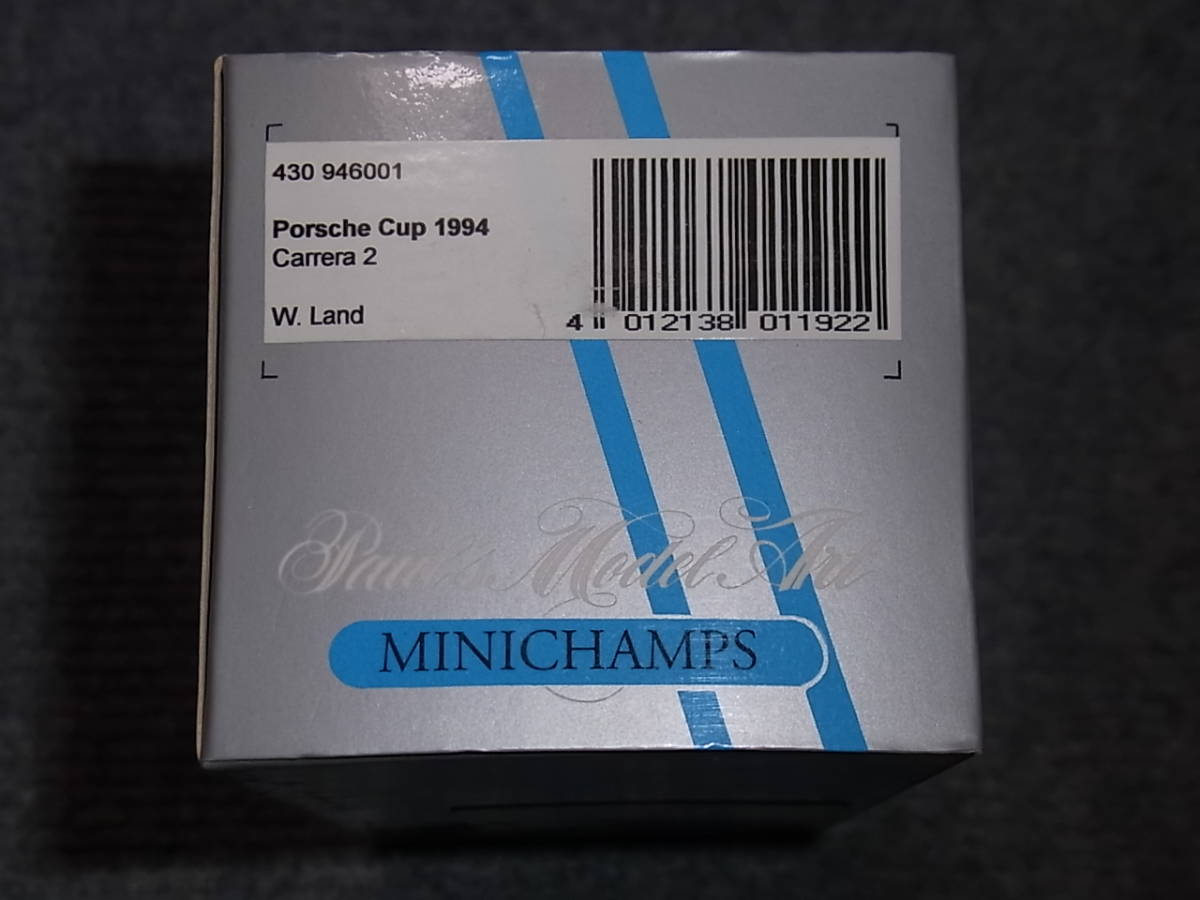 430 946001
Porsche Cup 1994
Carrera 2
W. Land
4 012138 011922
Paul's Model Art
MINICHAMPS